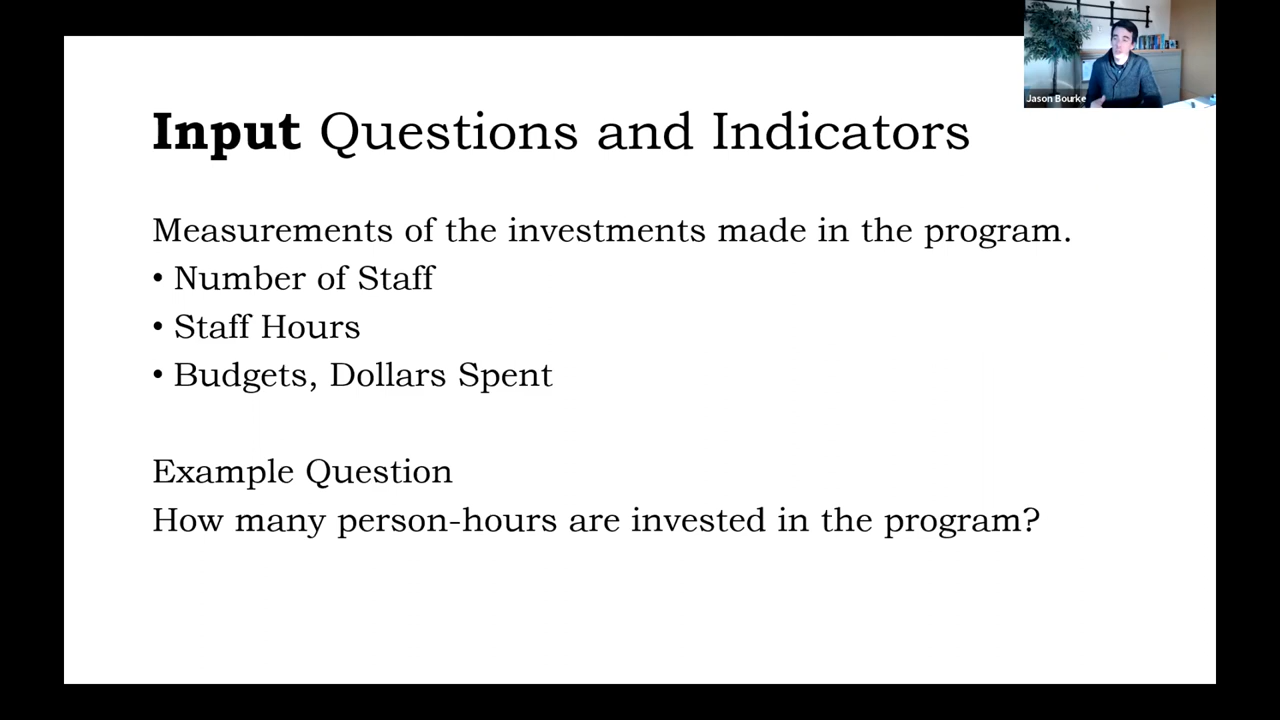 Input Questions and Indicators
Measurements of the investments made in the program.
• Number of Staff
• Staff Hours
• Budgets, Dollars Spent
Example Question
How many person-hours are invested in the program?
Jason Bourke